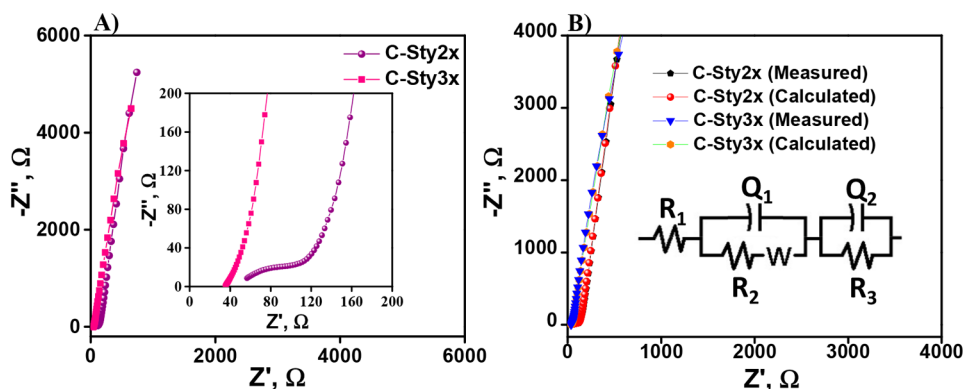 A)
6000
4000
2000
0
-Z'', Ω
0 2000 4000 6000
Z', Ω
C-Sty2x
C-Sty3x
200
160
120
80
40
0
-Z'', Ω
0 40 80 120 160 200
Z', Ω
B)
4000
3000
2000
1000
0
-Z'', Ω
0 1000 2000 3000 4000
Z', Ω
C-Sty2x (Measured)
C-Sty2x (Calculated)
C-Sty3x (Measured)
C-Sty3x (Calculated)
R1
Q1
R2
W
Q2
R3